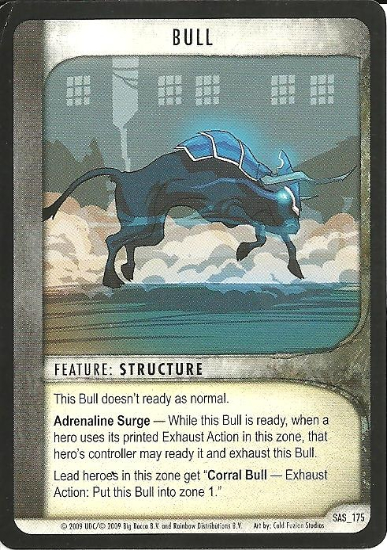 BULL
FEATURE: STRUCTURE
This Bull doesn't ready as normal.
Adrenaline Surge — While this Bull is ready, when a
hero uses its printed Exhaust Action in this zone, that
hero's controller may ready it and exhaust this Bull.
Lead heroes in this zone get "Corral Bull — Exhaust
Action: Put this Bull into zone 1."
SAS_175
© 2009 UDC/© 2009 Big Bocca B.V. and Rainbow Distributions B.V. Art by: Cold Fusion Studios